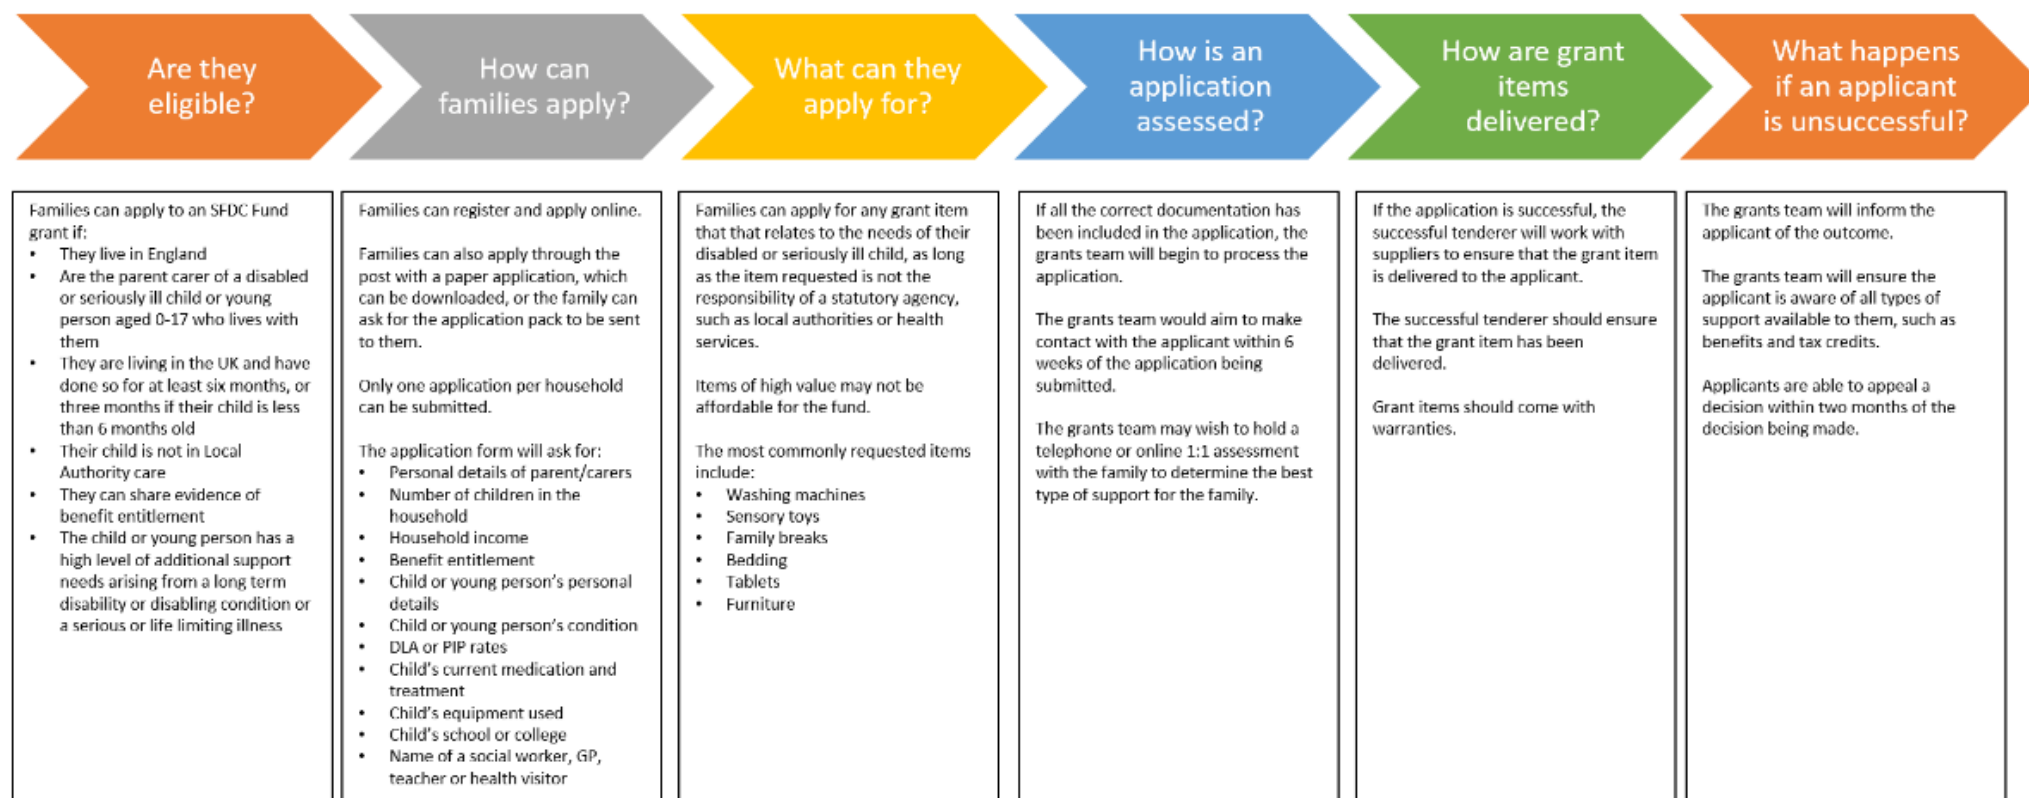 Are they
eligible?
How can
families apply?
What can they
apply for?
How is an
application
assessed?
How are grant
items
delivered?
What happens
if an applicant
is unsuccessful?
Families can apply to an SFDC Fund
grant if:
• They live in England
• Are the parent carer of a disabled
or seriously ill child or young
person aged 0-17 who lives with
them
• They are living in the UK and have
done so for at least six months, or
three months if their child is less
than 6 months old
• Their child is not in Local
Authority care
• They can share evidence of
benefit entitlement
• The child or young person has a
high level of additional support
needs arising from a long term
disability or disabling condition or
a serious or life limiting illness
Families can register and apply online.
Families can also apply through the
post with a paper application, which
can be downloaded, or the family can
ask for the application pack to be sent
to them.
Only one application per household
can be submitted.
The application form will ask for:
• Personal details of parent/carers
• Number of children in the
household
• Household income
• Benefit entitlement
• Child or young person's personal
details
• Child or young person's condition
• DLA or PIP rates
• Child's current medication and
treatment
• Child's equipment used
• Child's school or college
• Name of a social worker, GP,
teacher or health visitor
Families can apply for any grant item
that that relates to the needs of their
disabled or seriously ill child, as long
as the item requested is not the
responsibility of a statutory agency,
such as local authorities or health
services.
Items of high value may not be
affordable for the fund.
The most commonly requested items
include:
• Washing machines
• Sensory toys
• Family breaks
• Bedding
• Tablets
• Furniture
If all the correct documentation has
been included in the application, the
grants team will begin to process the
application.
The grants team would aim to make
contact with the applicant within 6
weeks of the application being
submitted.
The grants team may wish to hold a
telephone or online 1:1 assessment
with the family to determine the best
type of support for the family.
If the application is successful, the
successful tenderer will work with
suppliers to ensure that the grant item
is delivered to the applicant.
The successful tenderer should ensure
that the grant item has been
delivered.
Grant items should come with
warranties.
The grants team will inform the
applicant of the outcome.
The grants team will ensure the
applicant is aware of all types of
support available to them, such as
benefits and tax credits.
Applicants are able to appeal a
decision within two months of the
decision being made.